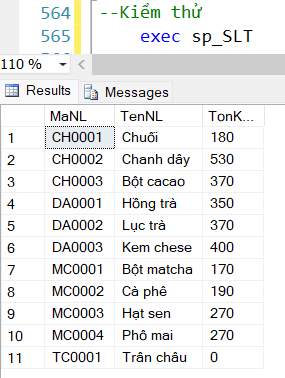 564 --Kiểm thử
565 exec sp_SLT
110 %
Results Messages
MaNL TenNL TonK...
1 CH0001 Chuối 180
2 CH0002 Chanh dây 530
3 CH0003 Bột cacao 370
4 DA0001 Hồng trà 350
5 DA0002 Lục trà 370
6 DA0003 Kem chese 400
7 MC0001 Bột matcha 170
8 MC0002 Cà phê 190
9 MC0003 Hạt sen 270
10 MC0004 Phô mai 270
11 TC0001 Trân châu 0